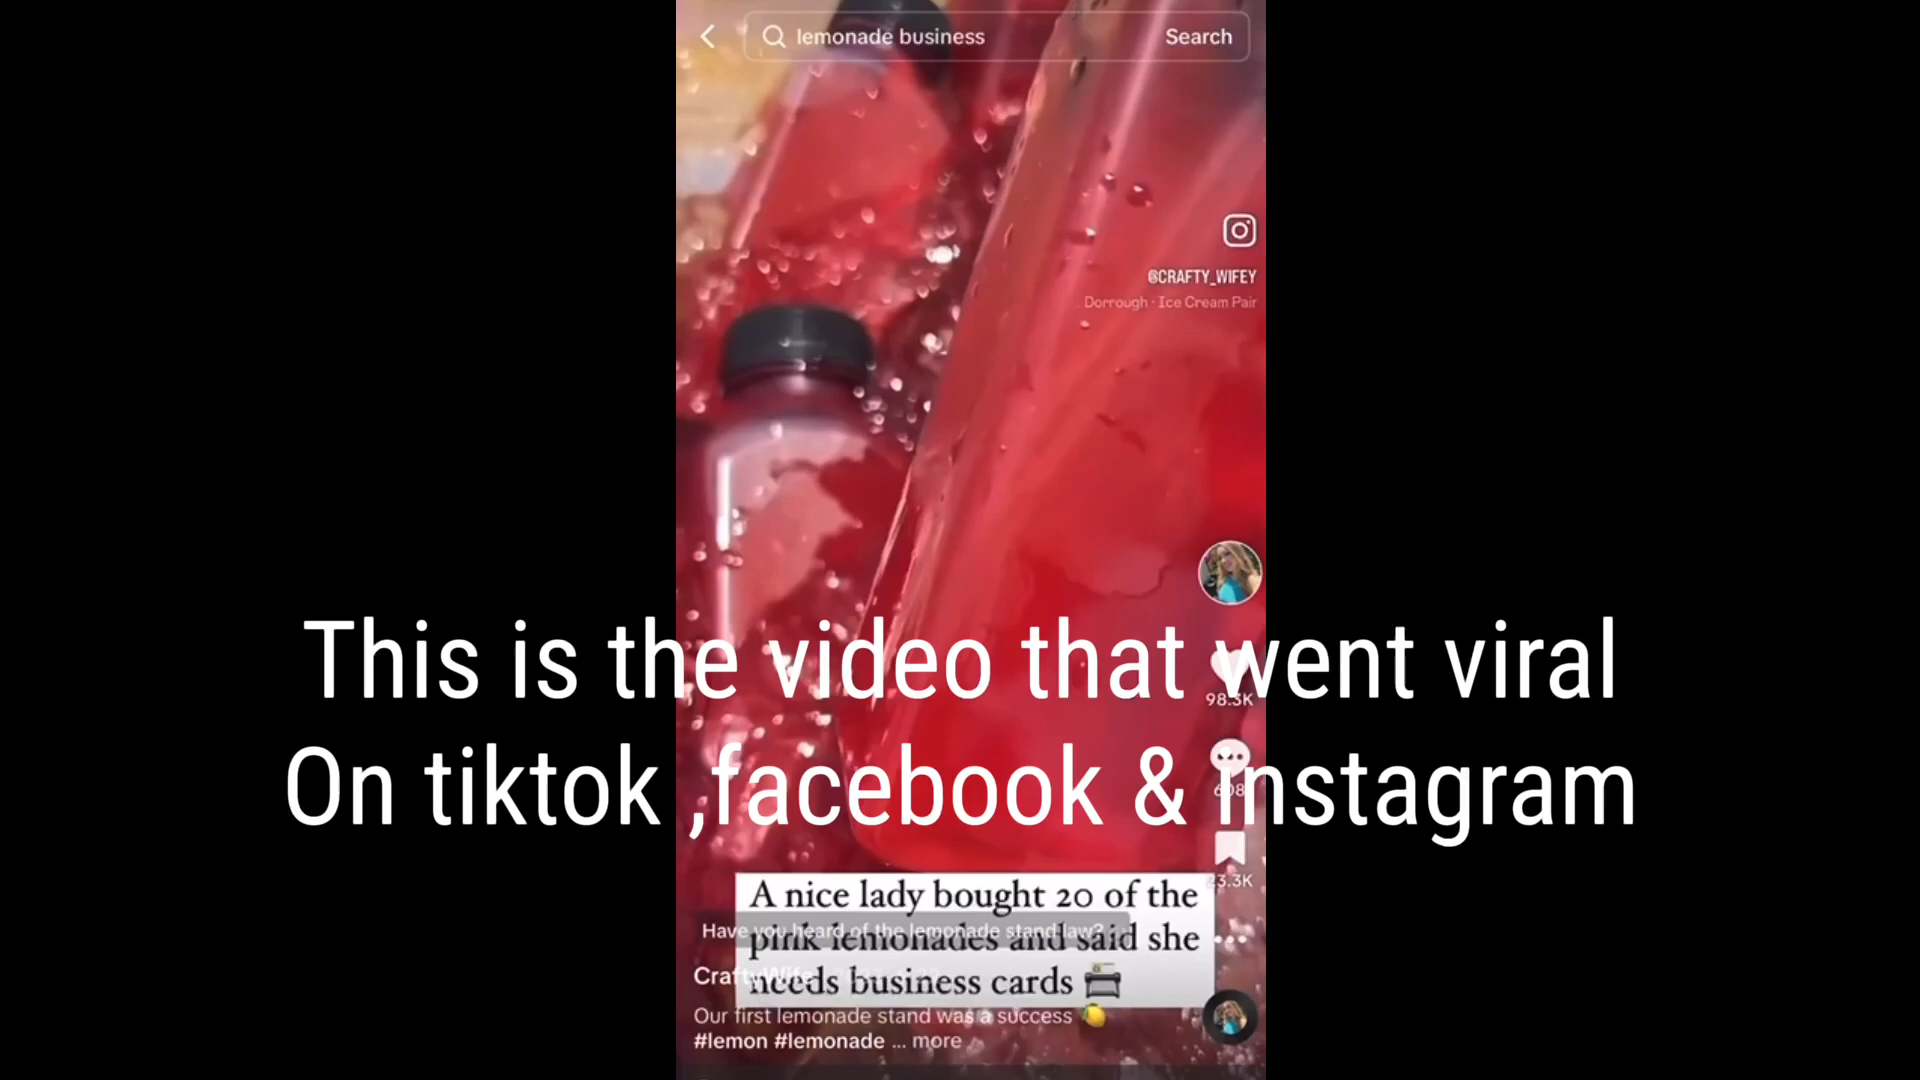 lemonade business
Search
@CRAFTY_WIFEY
Dorrough · Ice Cream Pair
This is the video that went viral
98.3K
On tiktok ,facebook & instagram
608
23.3K
A nice lady bought 20 of the
pink lemonades and said she
needs business cards
Have you heard of the lemonade stand law?
CraftyWife
Our first lemonade stand was a success 🍋
#lemon #lemonade ... more